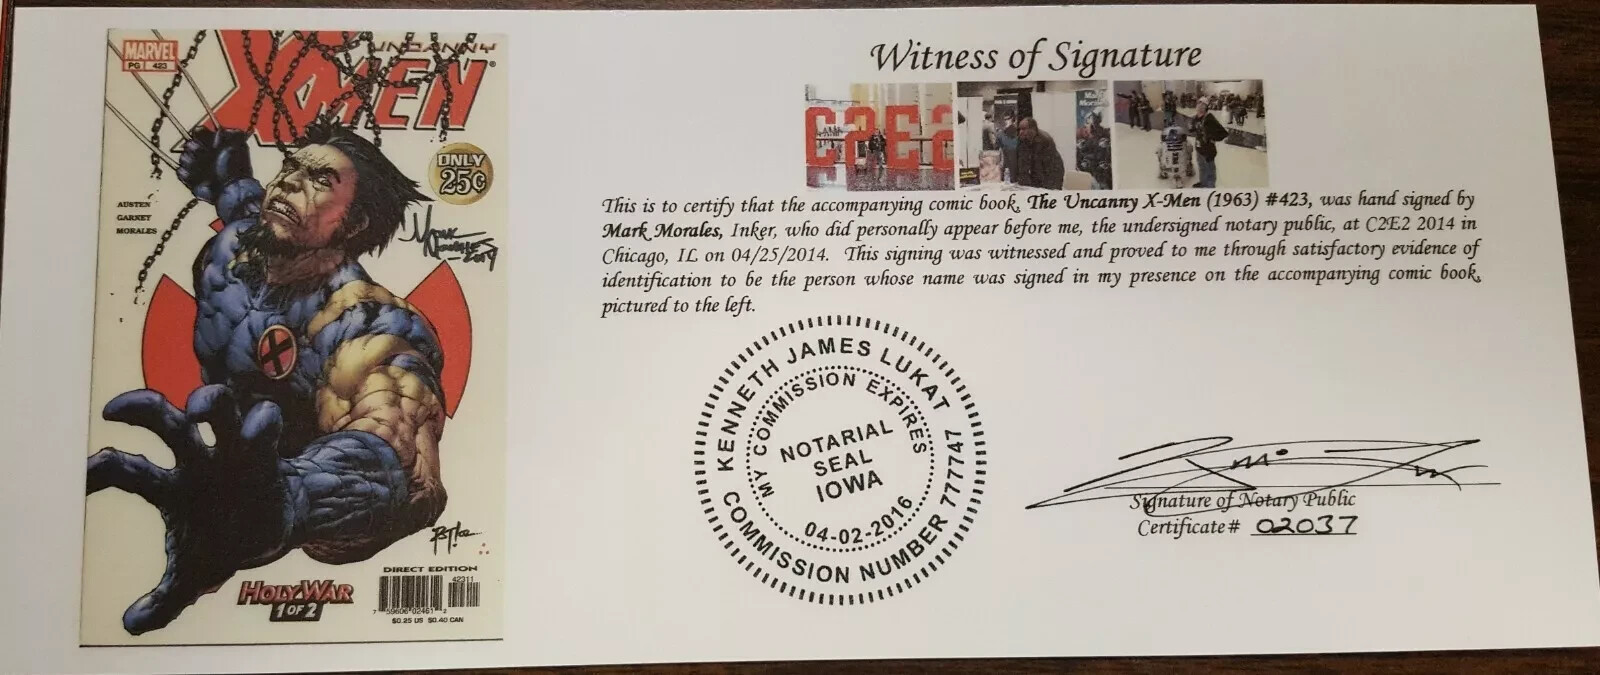 Witness of Signature
C2E2
This is to certify that the accompanying comic book, The Uncanny X-Men (1963) #423, was hand signed by
Mark Morales, Inker, who did personally appear before me, the undersigned notary public, at C2E2 2014 in
Chicago, IL on 04/25/2014. This signing was witnessed and proved to me through satisfactory evidence of
identification to be the person whose name was signed in my presence on the accompanying comic book,
pictured to the left.
MARVEL
PG 423
UNCANNY
X-MEN
ONLY
25¢
AUSTEN
GARNEY
MORALES
HOLY WAR
1 OF 2
DIRECT EDITION
42311
7 59606 02461 2
$0.25 US $0.40 CAN
KENNETH JAMES LUKAT
MY COMMISSION EXPIRES
NOTARIAL
SEAL
IOWA
04-02-2016
COMMISSION NUMBER 777747
Signature of Notary Public
Certificate # 02037